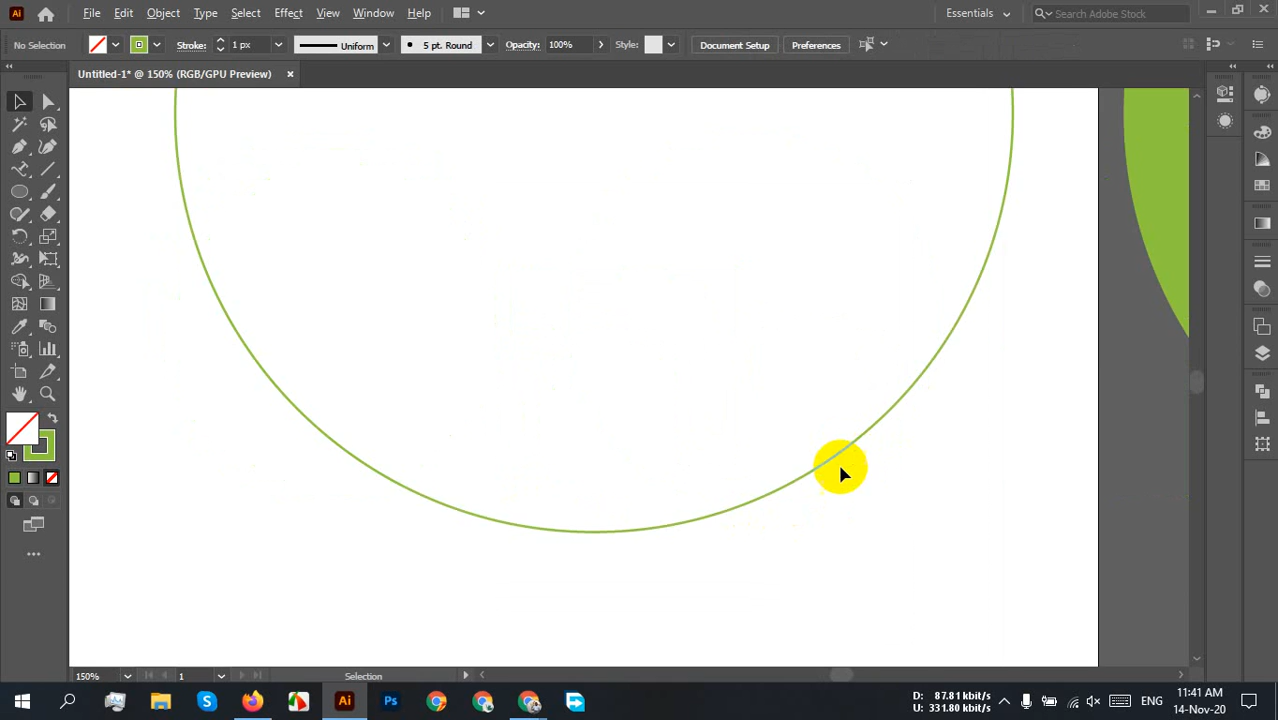 Ai File Edit Object Type Select Effect View Window Help Essentials Search Adobe Stock
No Selection Stroke: 1 px Uniform 5 pt. Round Opacity: 100% Style: Document Setup Preferences
Untitled-1* @ 150% (RGB/GPU Preview)
150% 1 Selection
S Ai Ps D: 87.81 kbit/s ENG 11:41 AM
U: 331.80 kbit/s 14-Nov-20